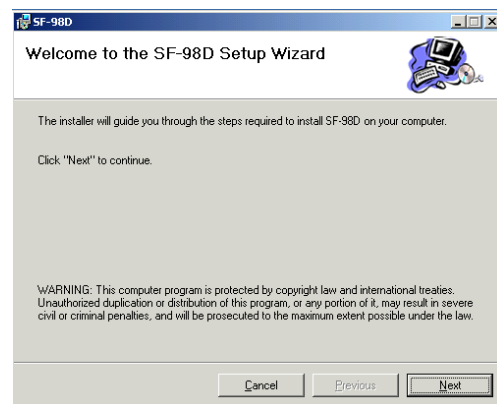 SF-98D
Welcome to the SF-98D Setup Wizard
The installer will guide you through the steps required to install SF-98D on your computer.
Click "Next" to continue.
WARNING: This computer program is protected by copyright law and international treaties.
Unauthorized duplication or distribution of this program, or any portion of it, may result in severe
civil or criminal penalties, and will be prosecuted to the maximum extent possible under the law.
Cancel
Previous
Next